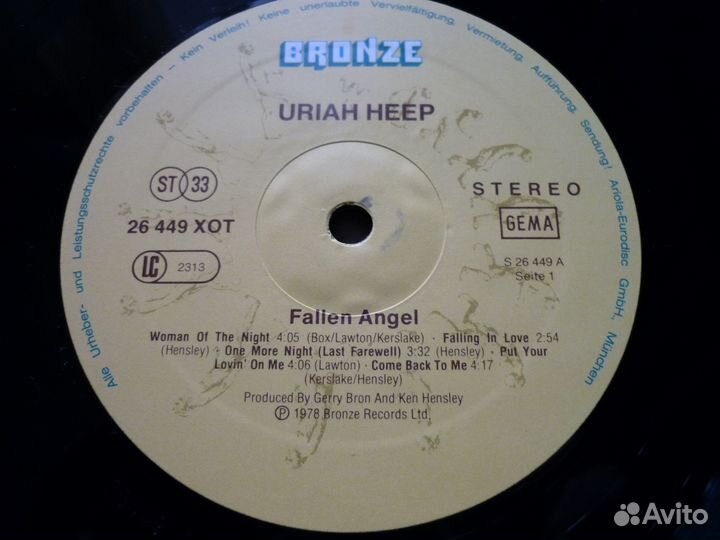 Alle Urheber- und Leistungsschutzrechte vorbehalten – Kein Verleih! Keine unerlaubte Vervielfältigung, Vermietung, Aufführung, Sendung! Ariola-Eurodisc GmbH, München
BRONZE
URIAH HEEP
ST 33
STEREO
26 449 XOT
GEMA
LC 2313
S 26 449 A
Seite 1
Fallen Angel
Woman Of The Night 4:05 (Box/Lawton/Kerslake) · Falling In Love 2:54
(Hensley) · One More Night (Last Farewell) 3:32 (Hensley) · Put Your
Lovin' On Me 4:06 (Lawton) · Come Back To Me 4:17
(Kerslake/Hensley)
Produced By Gerry Bron And Ken Hensley
℗ 1978 Bronze Records Ltd.
Avito